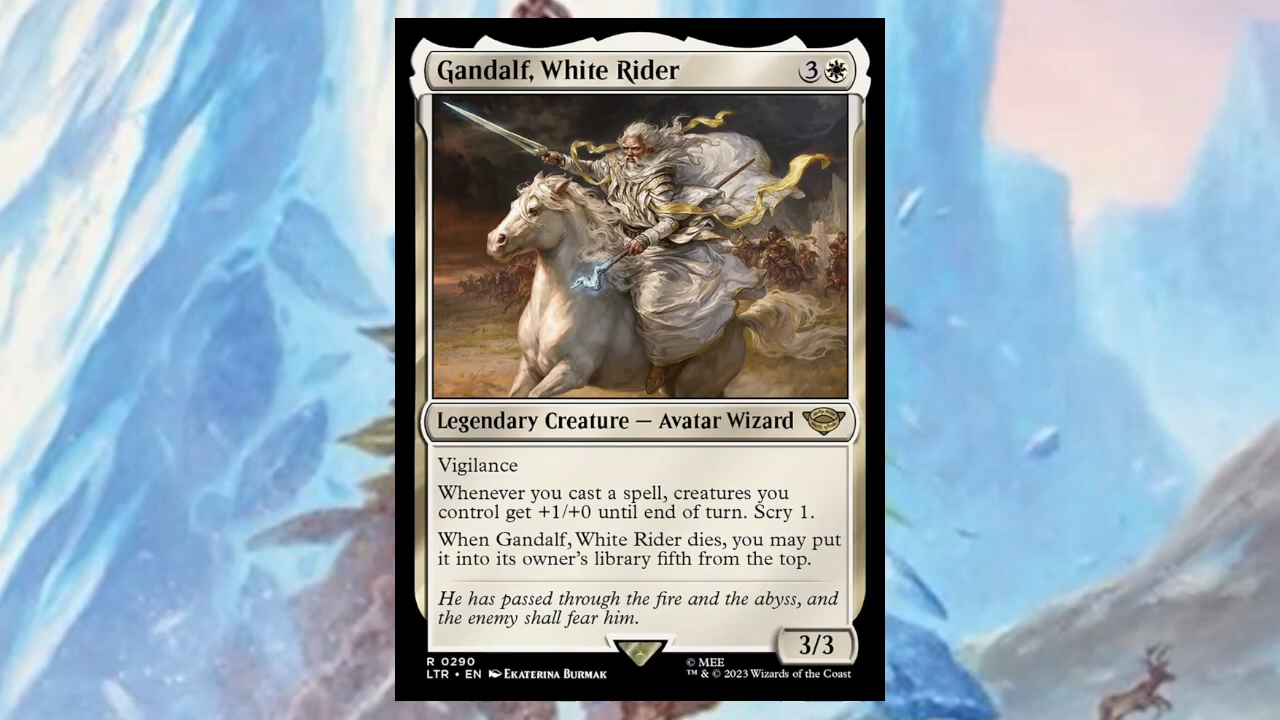 Gandalf, White Rider 3
Legendary Creature — Avatar Wizard
Vigilance
Whenever you cast a spell, creatures you
control get +1/+0 until end of turn. Scry 1.
When Gandalf, White Rider dies, you may put
it into its owner's library fifth from the top.
He has passed through the fire and the abyss, and
the enemy shall fear him.
3/3
R 0290
LTR • EN EKATERINA BURMAK
© MEE
™ & © 2023 Wizards of the Coast